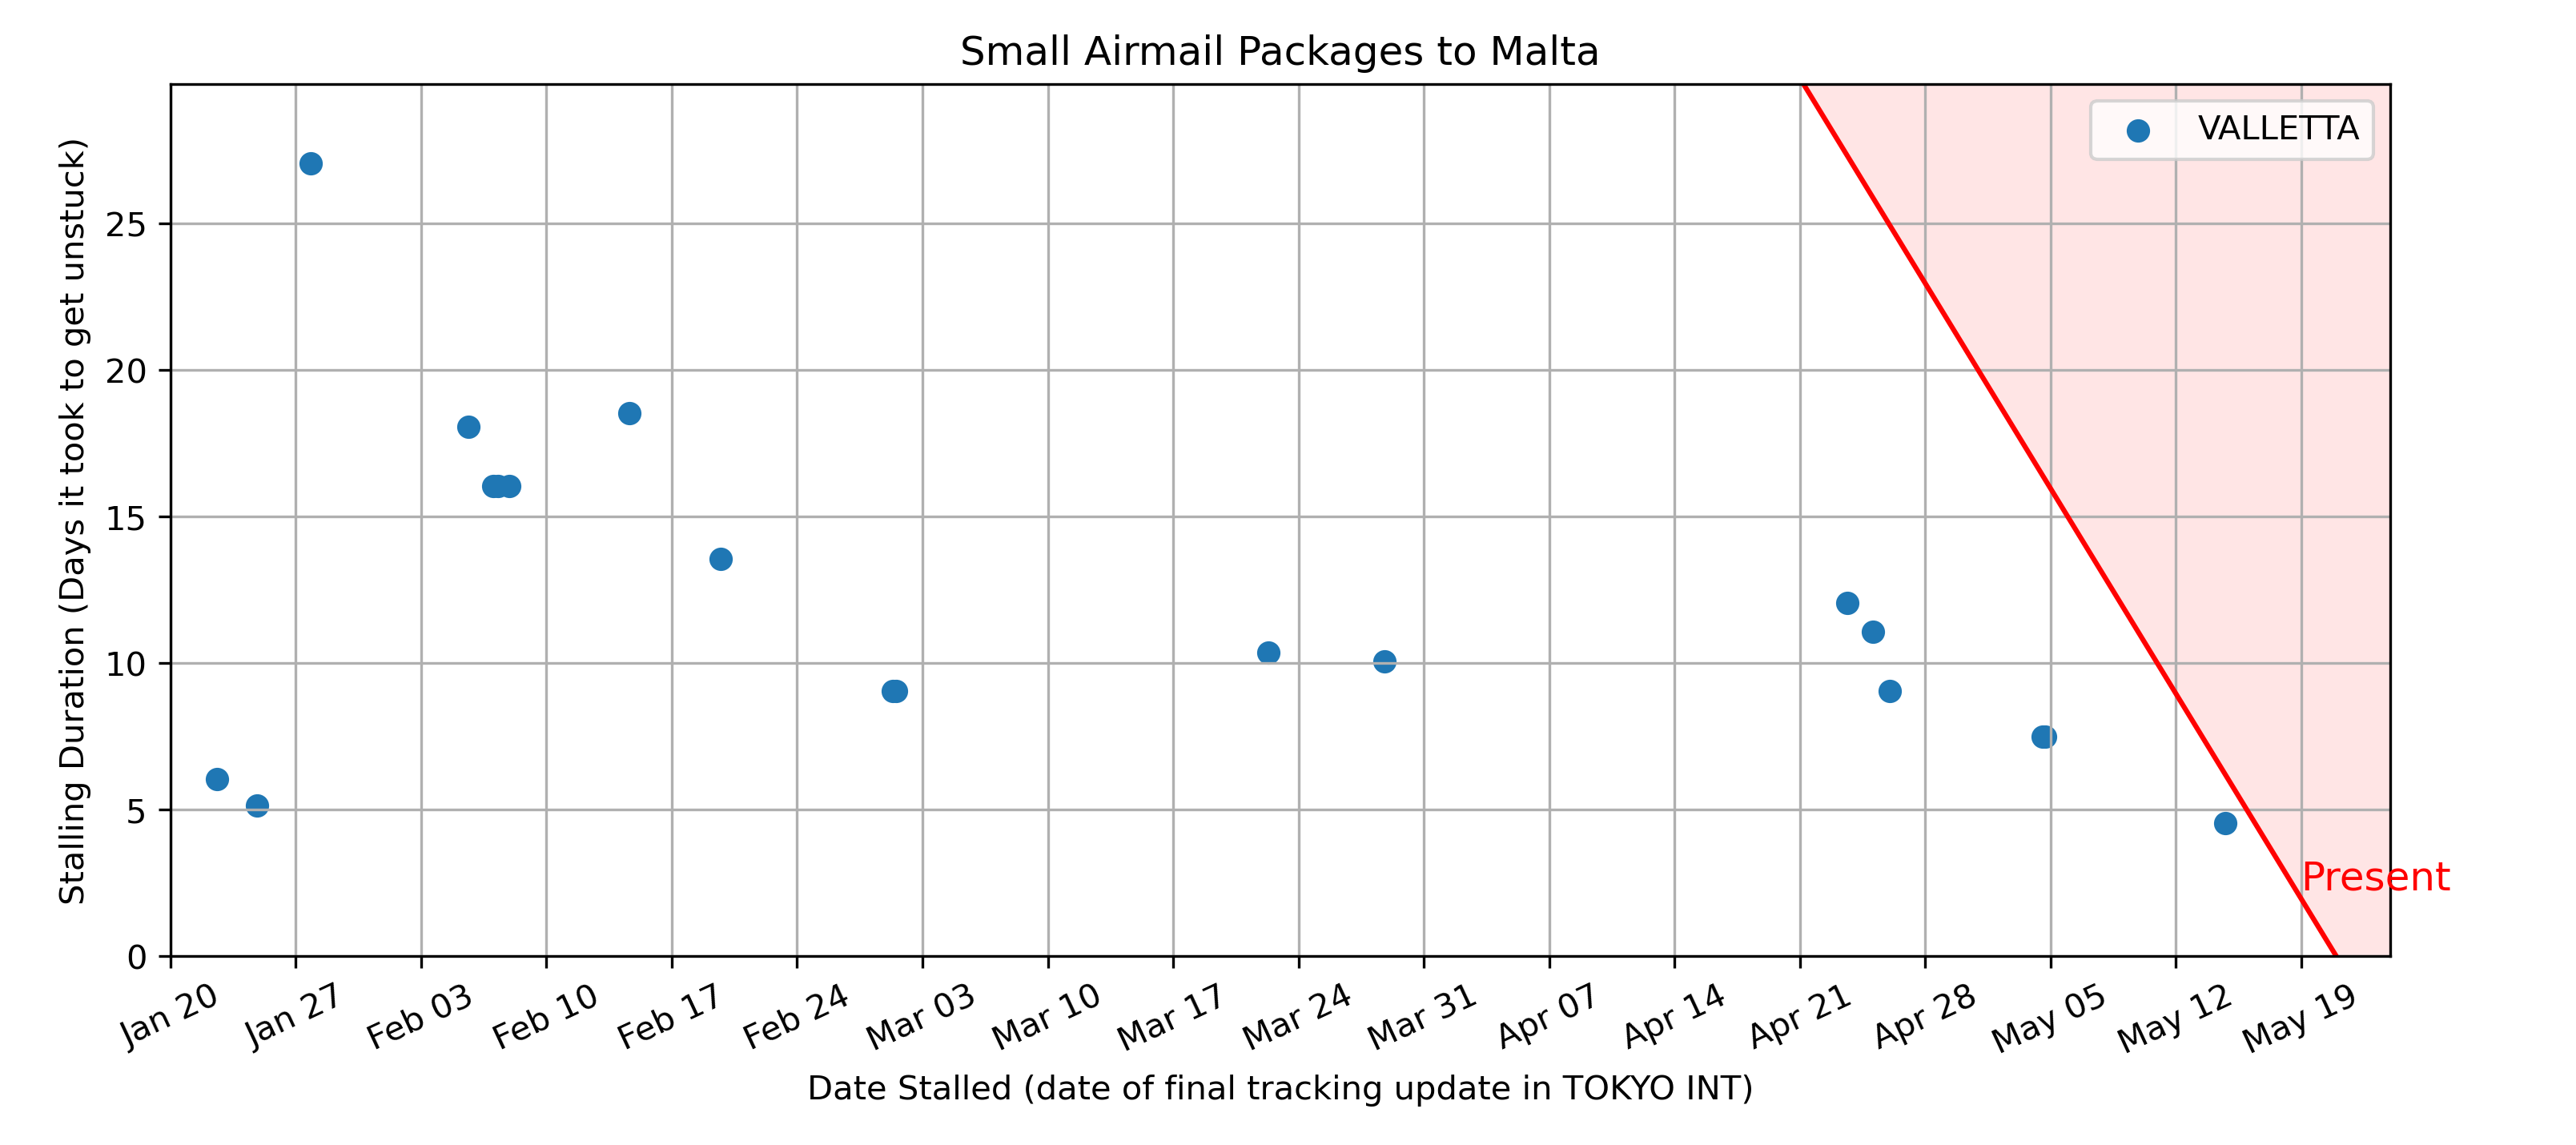 Small Airmail Packages to Malta
VALLETTA
Stalling Duration (Days it took to get unstuck)
25
20
15
10
5
0
Present
Jan 20 Jan 27 Feb 03 Feb 10 Feb 17 Feb 24 Mar 03 Mar 10 Mar 17 Mar 24 Mar 31 Apr 07 Apr 14 Apr 21 Apr 28 May 05 May 12 May 19
Date Stalled (date of final tracking update in TOKYO INT)